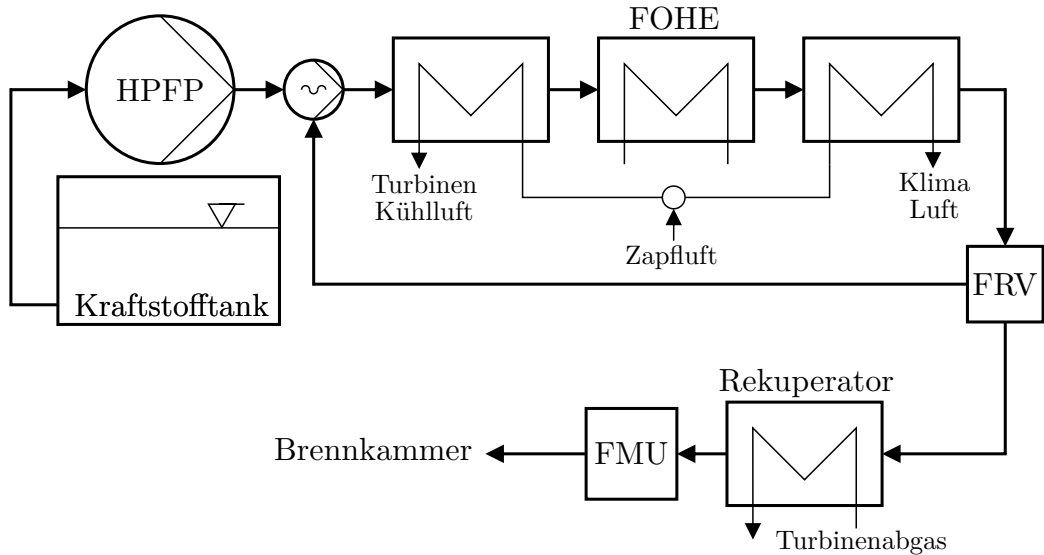 FOHE
HPFP
Turbinen
Kühlluft
Klima
Luft
Zapfluft
Kraftstofftank
FRV
Rekuperator
Brennkammer
FMU
Turbinenabgas